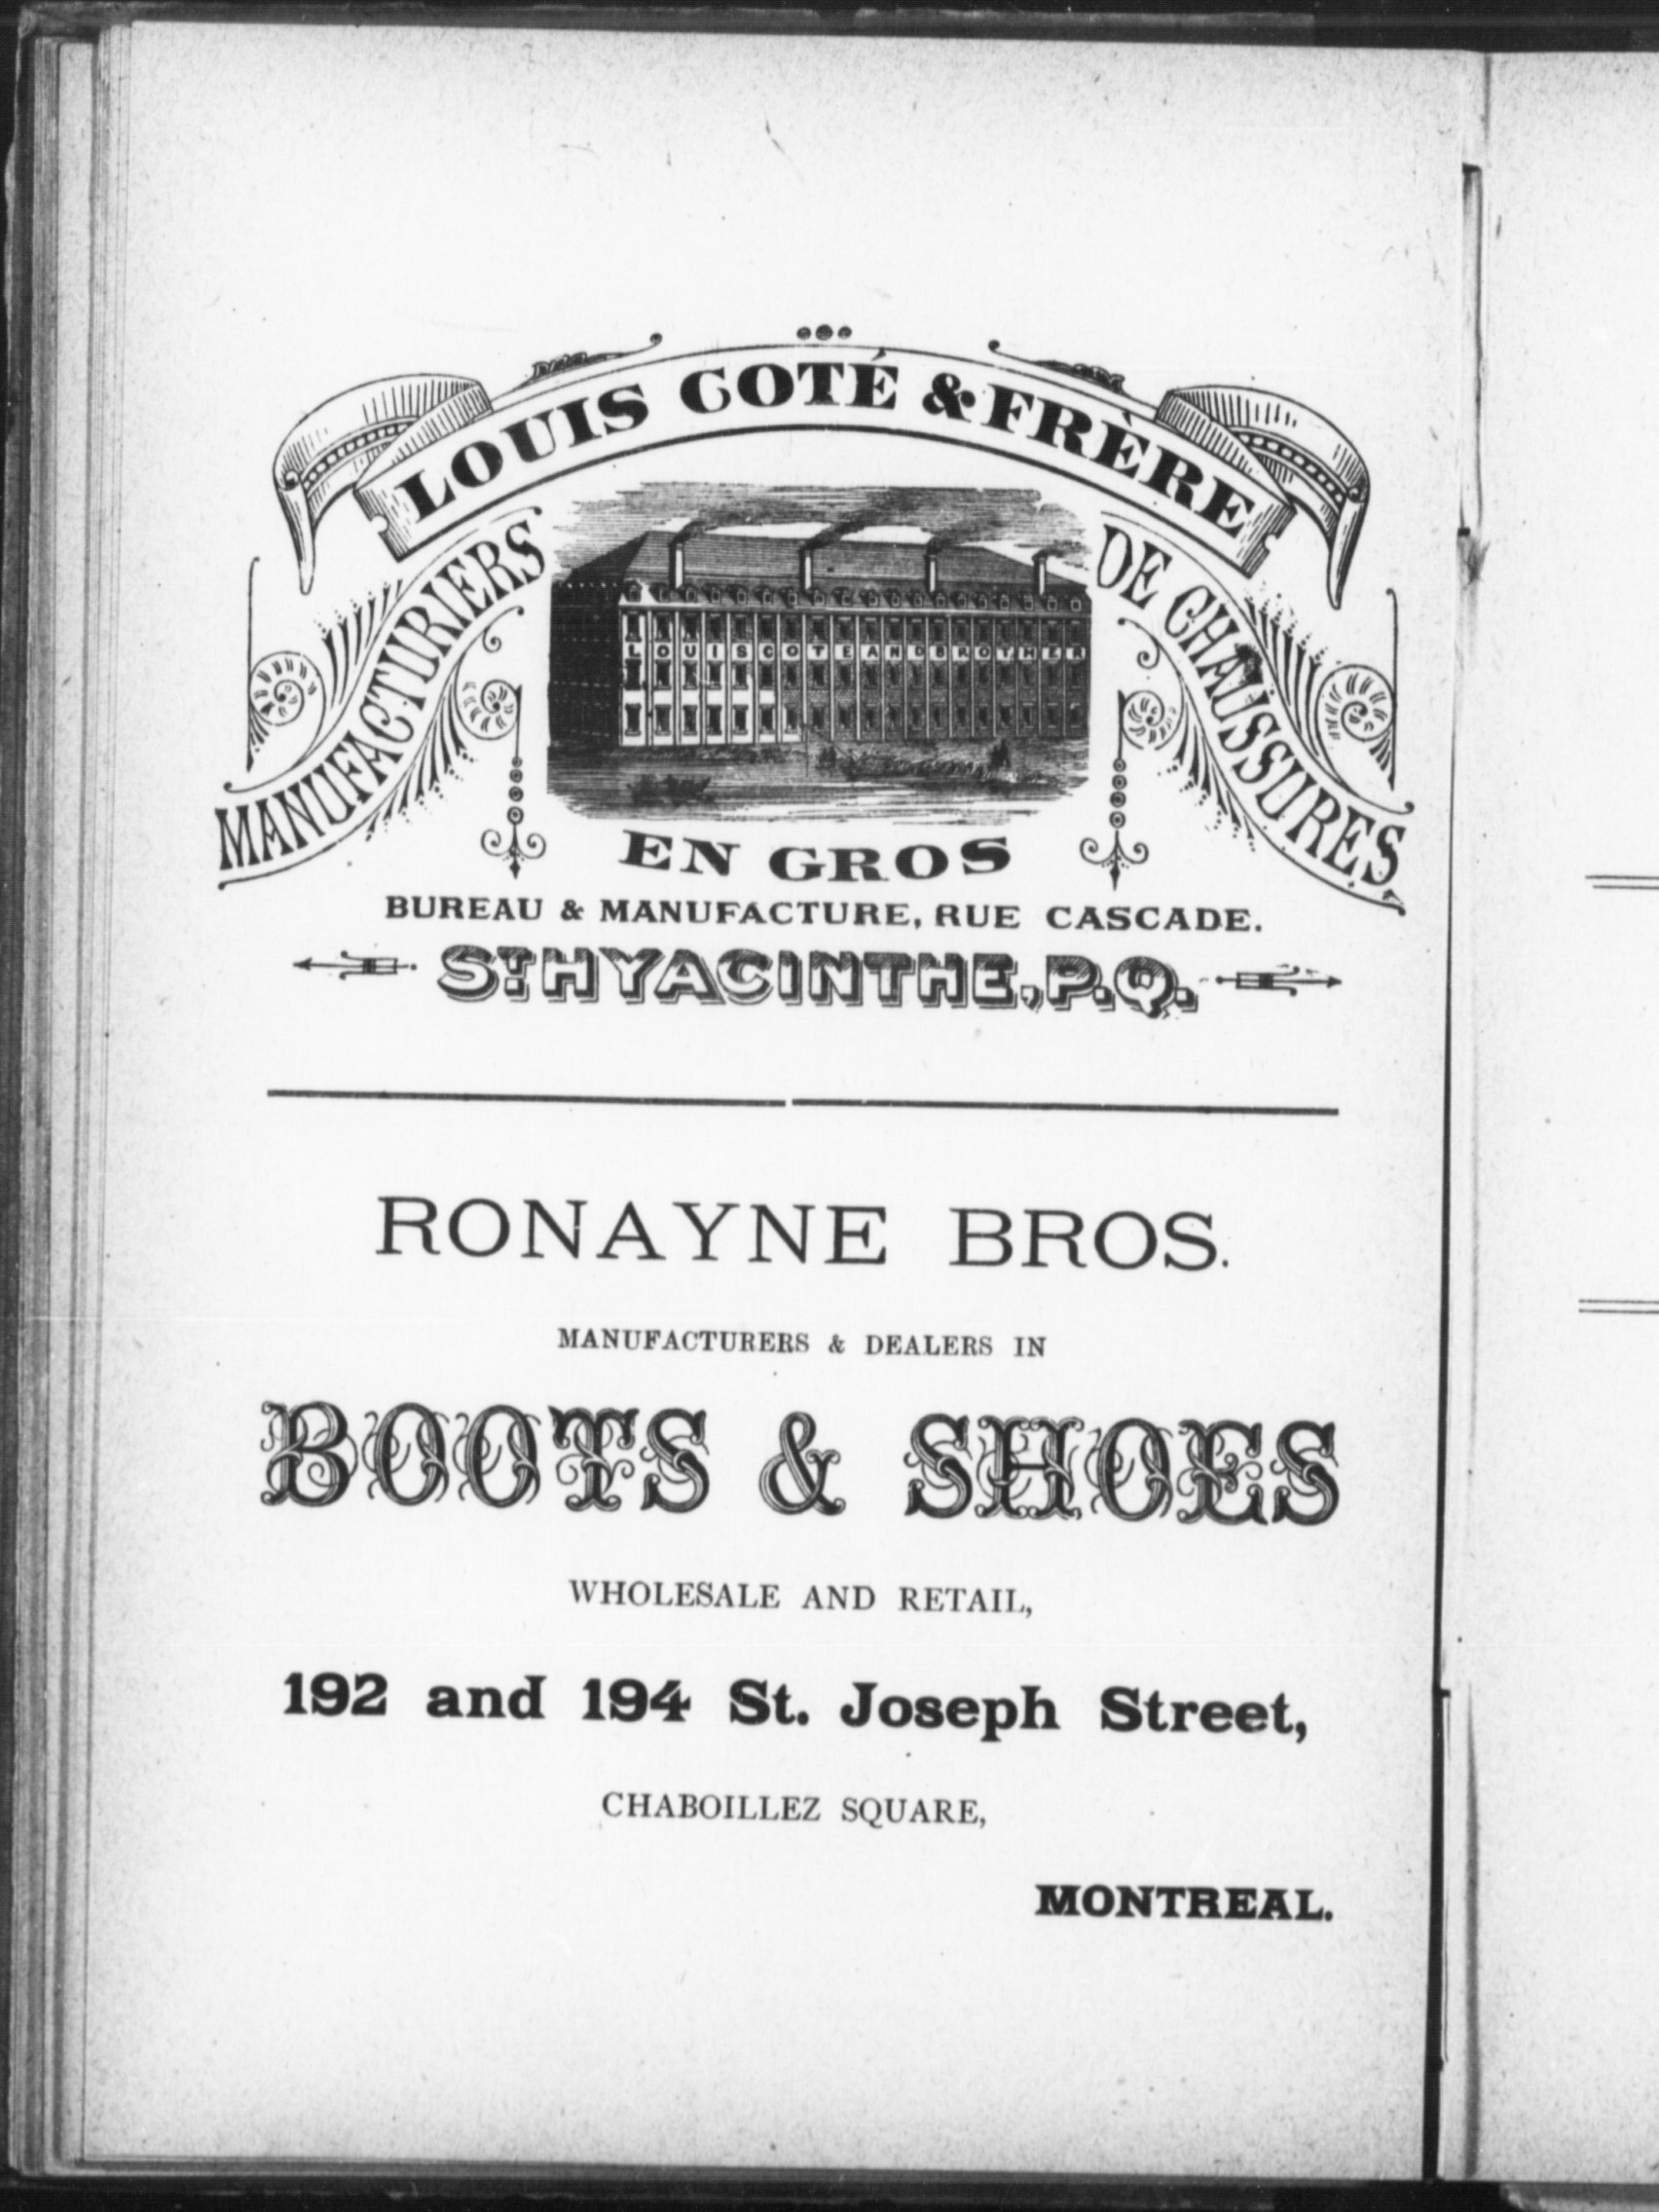 LOUIS COTÉ & FRÈRE
MANUFACTURIERS DE CHAUSSURES
LOUIS COTE AND BROTHER
EN GROS
BUREAU & MANUFACTURE, RUE CASCADE.
ST HYACINTHE, P.Q.
RONAYNE BROS.
MANUFACTURERS & DEALERS IN
BOOTS & SHOES
WHOLESALE AND RETAIL,
192 and 194 St. Joseph Street,
CHABOILLEZ SQUARE,
MONTREAL.